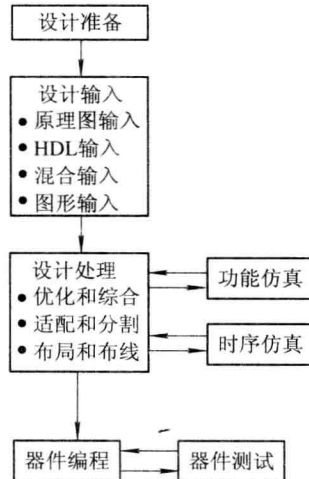 设计准备
设计输入
• 原理图输入
• HDL输入
• 混合输入
• 图形输入
设计处理
• 优化和综合
• 适配和分割
• 布局和布线
功能仿真
时序仿真
器件编程
器件测试